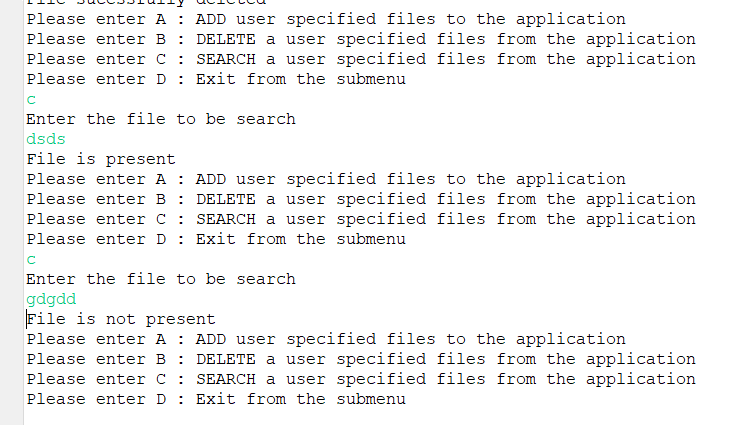 File sucessfully deleted
Please enter A : ADD user specified files to the application
Please enter B : DELETE a user specified files from the application
Please enter C : SEARCH a user specified files from the application
Please enter D : Exit from the submenu
c
Enter the file to be search
dsds
File is present
Please enter A : ADD user specified files to the application
Please enter B : DELETE a user specified files from the application
Please enter C : SEARCH a user specified files from the application
Please enter D : Exit from the submenu
c
Enter the file to be search
gdgdd
File is not present
Please enter A : ADD user specified files to the application
Please enter B : DELETE a user specified files from the application
Please enter C : SEARCH a user specified files from the application
Please enter D : Exit from the submenu